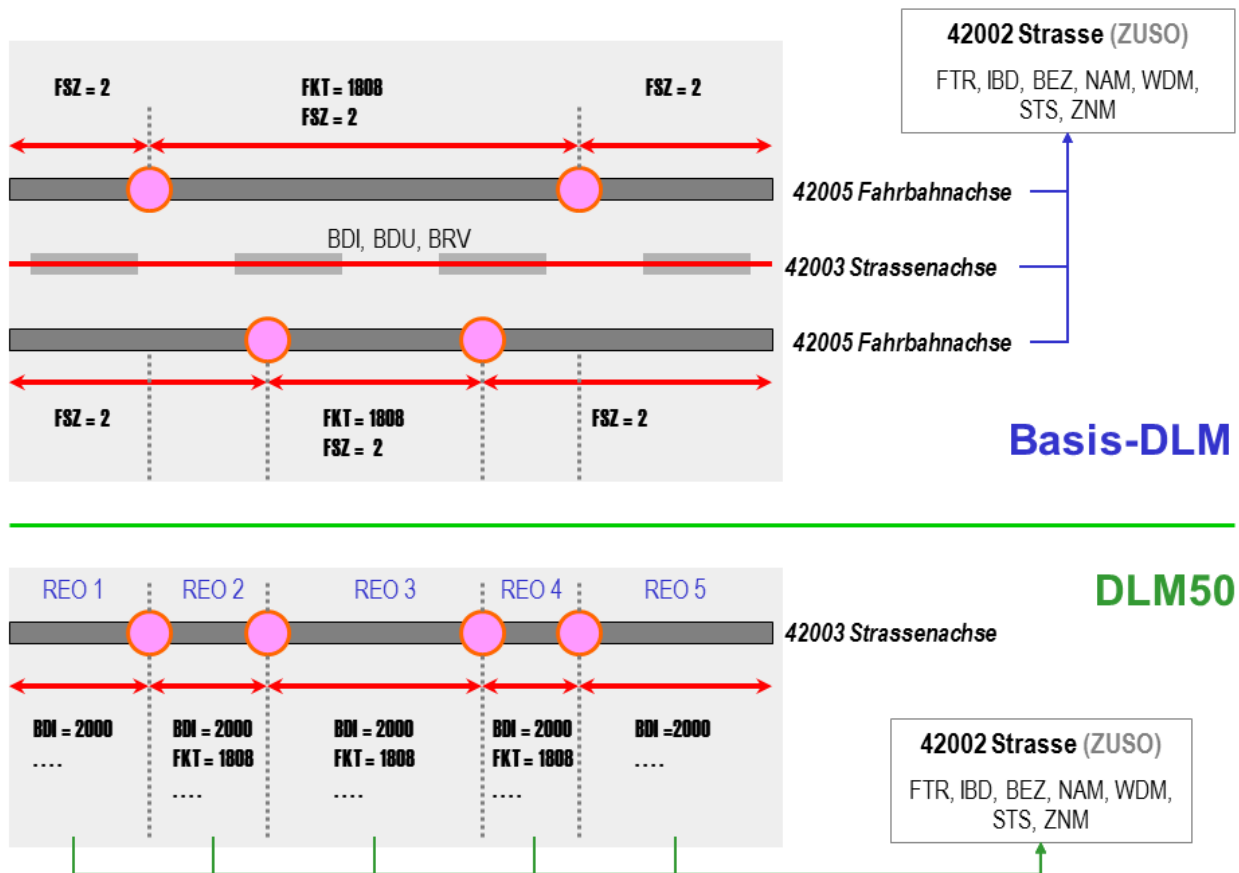 42002 Strasse (ZUSO)
FTR, IBD, BEZ, NAM, WDM,
STS, ZNM
FSZ = 2
FKT = 1808
FSZ = 2
FSZ = 2
42005 Fahrbahnachse
BDI, BDU, BRV
42003 Strassenachse
42005 Fahrbahnachse
FSZ = 2
FKT = 1808
FSZ = 2
FSZ = 2
Basis-DLM
REO 1
REO 2
REO 3
REO 4
REO 5
DLM50
42003 Strassenachse
BDI = 2000
....
BDI = 2000
FKT = 1808
....
BDI = 2000
FKT = 1808
....
BDI = 2000
FKT = 1808
....
BDI =2000
....
42002 Strasse (ZUSO)
FTR, IBD, BEZ, NAM, WDM,
STS, ZNM